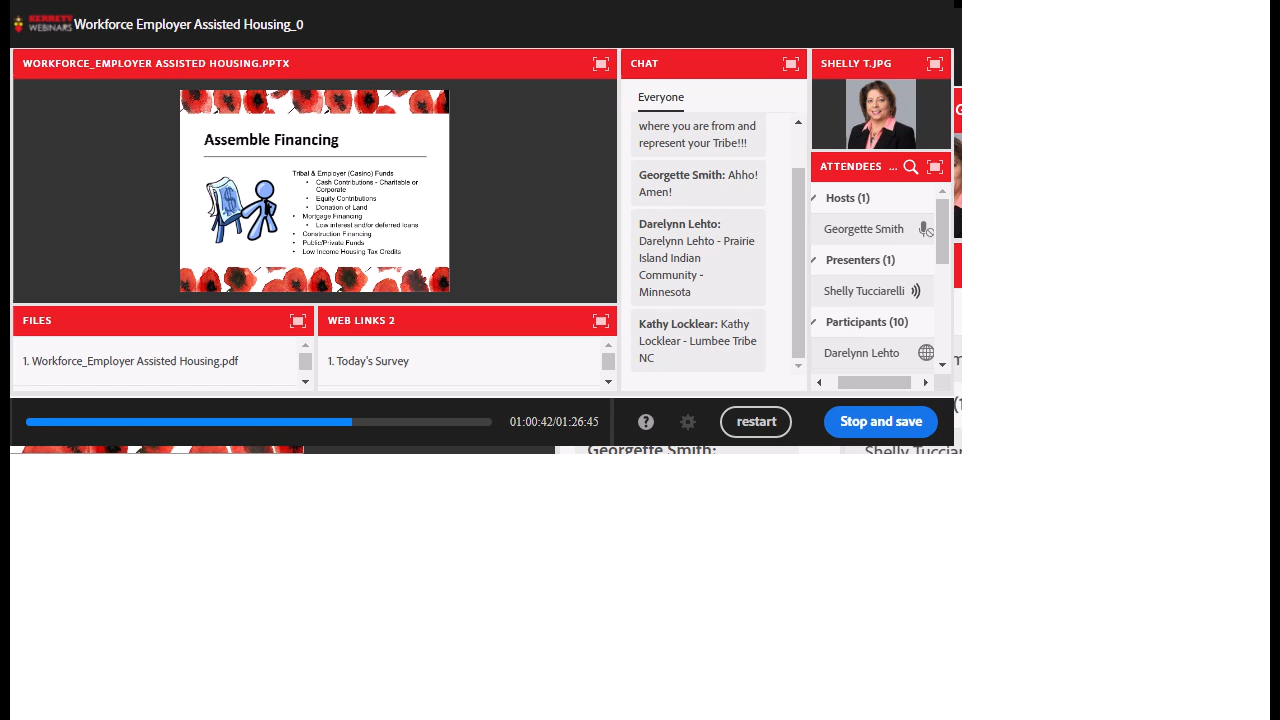 KERRETY
WEBINARS
Workforce Employer Assisted Housing_0
WORKFORCE_EMPLOYER ASSISTED HOUSING.PPTX
Assemble Financing
$
Tribal & Employer (Casino) Funds
• Cash Contributions - Charitable or
Corporate
• Equity Contributions
• Donation of Land
• Mortgage Financing
• Low interest and/or deferred loans
• Construction Financing
• Public/Private Funds
• Low Income Housing Tax Credits
FILES
1. Workforce_Employer Assisted Housing.pdf
WEB LINKS 2
1. Today's Survey
CHAT
Everyone
where you are from and
represent your Tribe!!!
Georgette Smith: Ahho!
Amen!
Darelynn Lehto:
Darelynn Lehto - Prairie
Island Indian
Community -
Minnesota
Kathy Locklear: Kathy
Locklear - Lumbee Tribe
NC
SHELLY T.JPG
ATTENDEES ...
Hosts (1)
Georgette Smith
Presenters (1)
Shelly Tucciarelli
Participants (10)
Darelynn Lehto
01:00:42/01:26:45
?
restart
Stop and save
Georgette Smith:
Shelly Tucciar